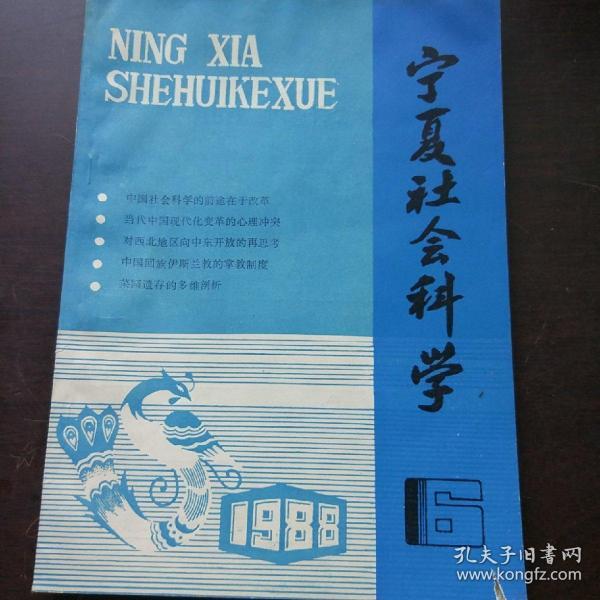 NING XIA
SHEHUIKEXUE
宁夏社会科学
中国社会科学的前途在于改革
当代中国现代化变革的心理冲突
对西北地区向中东开放的再思考
中国回族伊斯兰教的掌教制度
菜园遗存的多维剖析
1988
6
孔夫子旧书网
www.kongfz.com